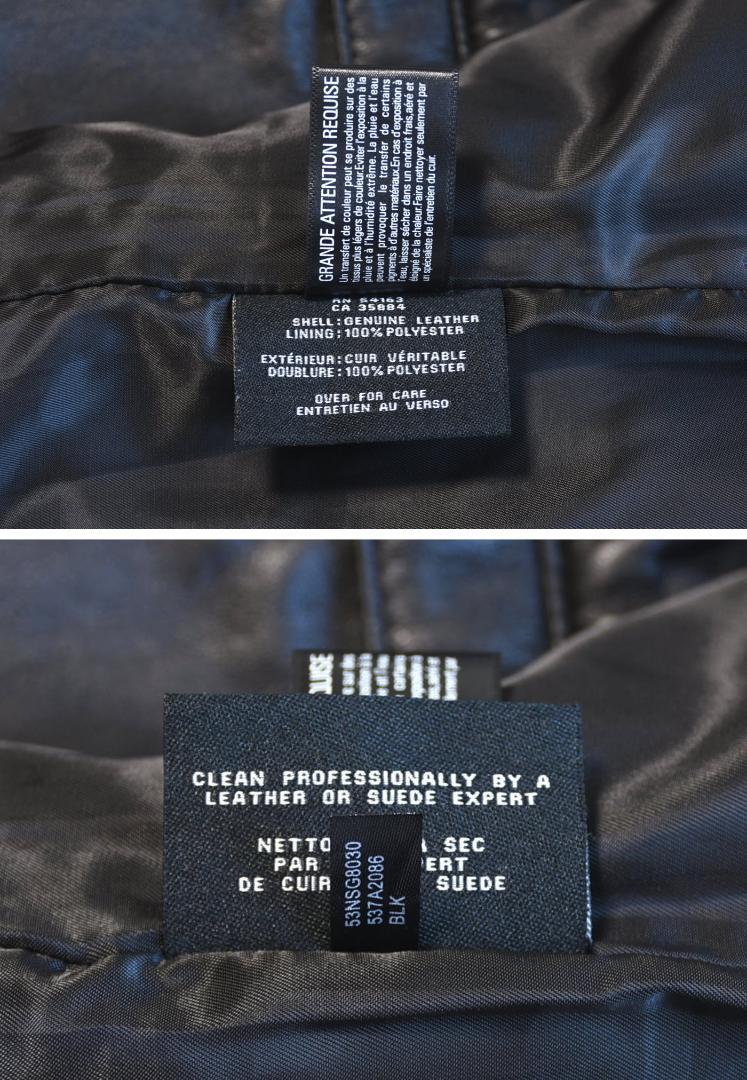 GRANDE ATTENTION REQUISE
Un transfert de couleur peut se produire sur des
tissus plus légers de couleur.Eviter l'exposition à la
pluie et à l'humidité extrême. La pluie et l'eau
peuvent provoquer le transfer de certains
pigments à d'autres matériaux.En cas d'exposition à
l'eau, laisser sécher dans un endroit frais,aéré et
éloigné de la chaleur.Faire nettoyer seulement par
un spécialiste de l'entretien du cuir.
CA 35884
SHELL:GENUINE LEATHER
LINING:100% POLYESTER
EXTÉRIEUR:CUIR VÉRITABLE
DOUBLURE:100% POLYESTER
OVER FOR CARE
ENTRETIEN AU VERSO
CLEAN PROFESSIONALLY BY A
LEATHER OR SUEDE EXPERT
SEC
PAR
DE CUIR SUEDE
53NSG8030
537A2086
BLK